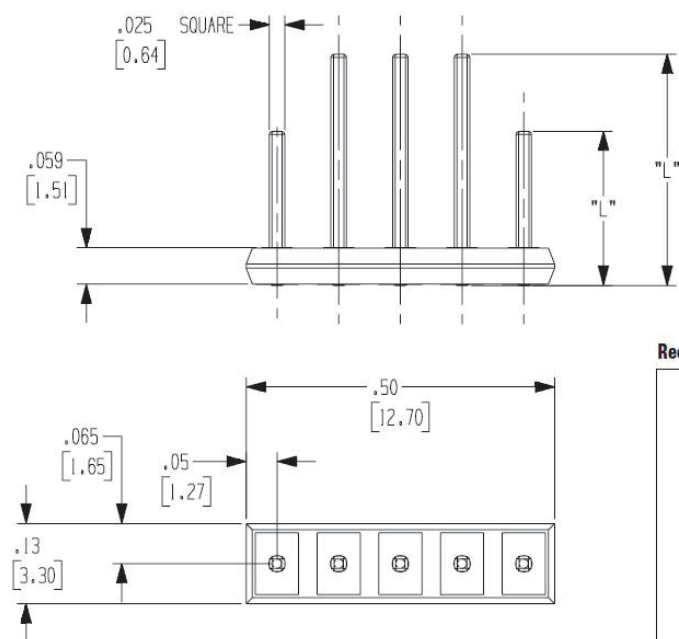 .025 SQUARE
[0.64]
.059
[1.51]
"L"
"L"
Rec
.50
[12.70]
.065
[1.65]
.05
[1.27]
.13
[3.30]